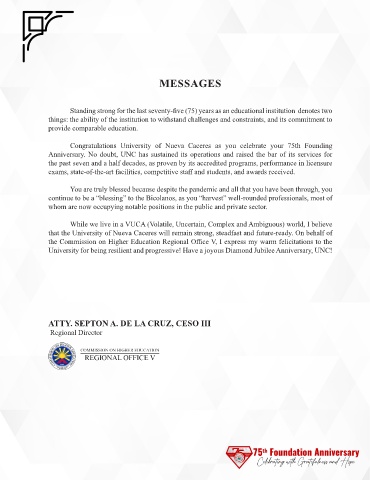 MESSAGES
Standing strong for the last seventy-five (75) years as an educational institution denotes two
things: the ability of the institution to withstand challenges and constraints, and its commitment to
provide comparable education.
Congratulations University of Nueva Caceres as you celebrate your 75th Founding
Anniversary. No doubt, UNC has sustained its operations and raised the bar of its services for
the past seven and a half decades, as proven by its accredited programs, performance in licensure
exams, state-of-the-art facilities, competitive staff and students, and awards received.
You are truly blessed because despite the pandemic and all that you have been through, you
continue to be a “blessing” to the Bicolanos, as you “harvest” well-rounded professionals, most of
whom are now occupying notable positions in the public and private sector.
While we live in a VUCA (Volatile, Uncertain, Complex and Ambiguous) world, I believe
that the University of Nueva Caceres will remain strong, steadfast and future-ready. On behalf of
the Commission on Higher Education Regional Office V, I express my warm felicitations to the
University for being resilient and progressive! Have a joyous Diamond Jubilee Anniversary, UNC!
ATTY. SEPTON A. DE LA CRUZ, CESO III
Regional Director
COMMISSION ON HIGHER EDUCATION
REGIONAL OFFICE V
75th Foundation Anniversary
Celebrating with Gratefulness and Hope